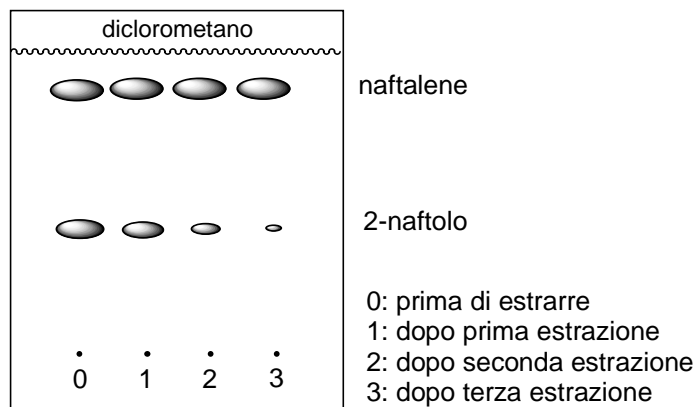 diclorometano
naftalene
2-naftolo
0 1 2 3
0: prima di estrarre
1: dopo prima estrazione
2: dopo seconda estrazione
3: dopo terza estrazione